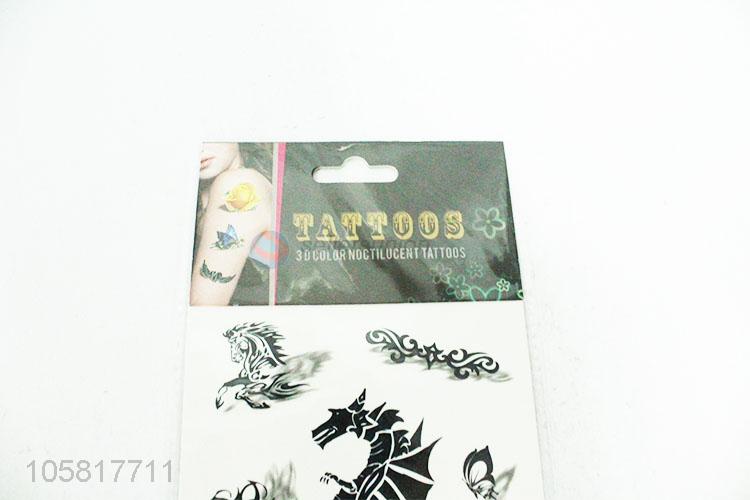 TATTOOS
3D COLOR NOCTILUCENT TATTOOS
105817711